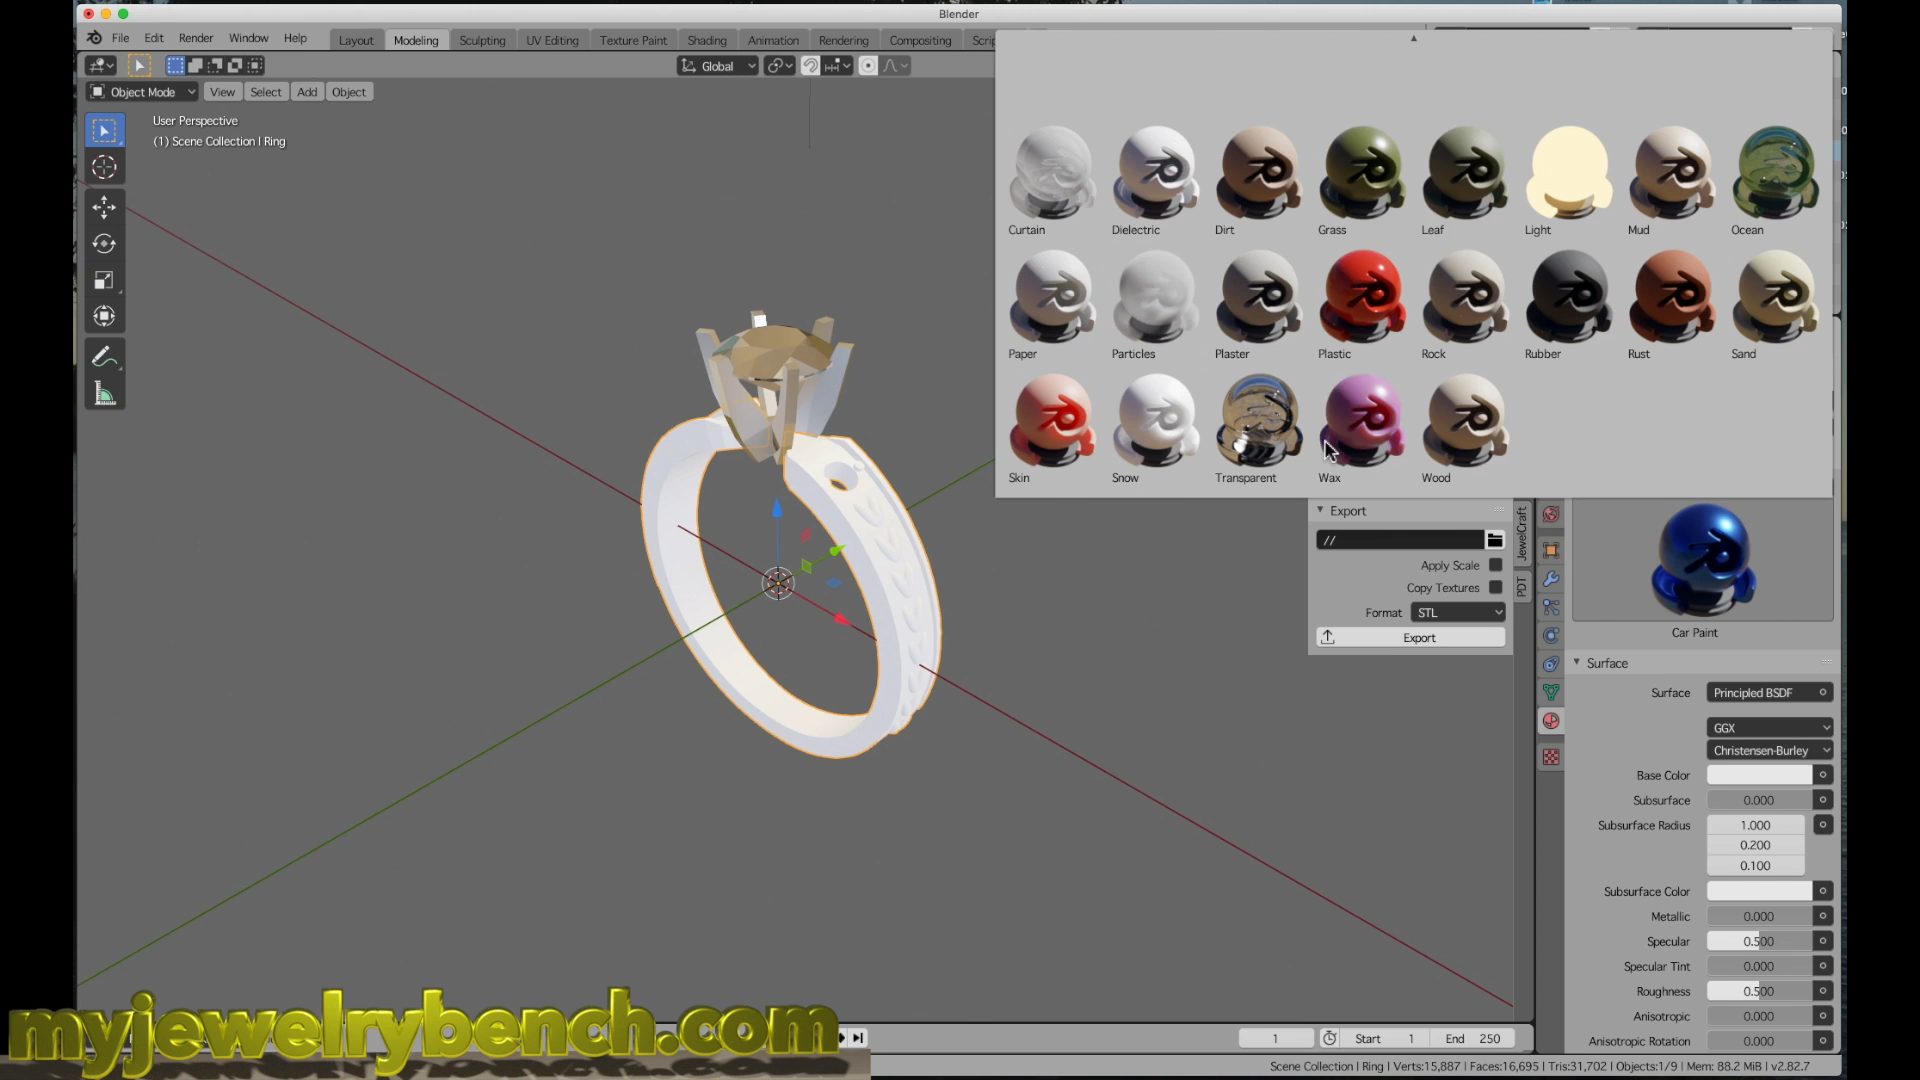 Blender
File Edit Render Window Help Layout Modeling Sculpting UV Editing Texture Paint Shading Animation Rendering Compositing Scrip
Global
Object Mode View Select Add Object
User Perspective
(1) Scene Collection | Ring
Curtain Dielectric Dirt Grass Leaf Light Mud Ocean
Paper Particles Plaster Plastic Rock Rubber Rust Sand
Skin Snow Transparent Wax Wood
Export
//
Apply Scale
Copy Textures
Format STL
Export
JewelCraft
PDT
Car Paint
Surface
Surface Principled BSDF
GGX
Christensen-Burley
Base Color
Subsurface 0.000
Subsurface Radius 1.000
0.200
0.100
Subsurface Color
Metallic 0.000
Specular 0.500
Specular Tint 0.000
Roughness 0.500
Anisotropic 0.000
Anisotropic Rotation 0.000
myjewelrybench.com
1 Start 1 End 250
Scene Collection | Ring | Verts:15,887 | Faces:16,695 | Tris:31,702 | Objects:1/9 | Mem: 88.2 MiB | v2.82.7